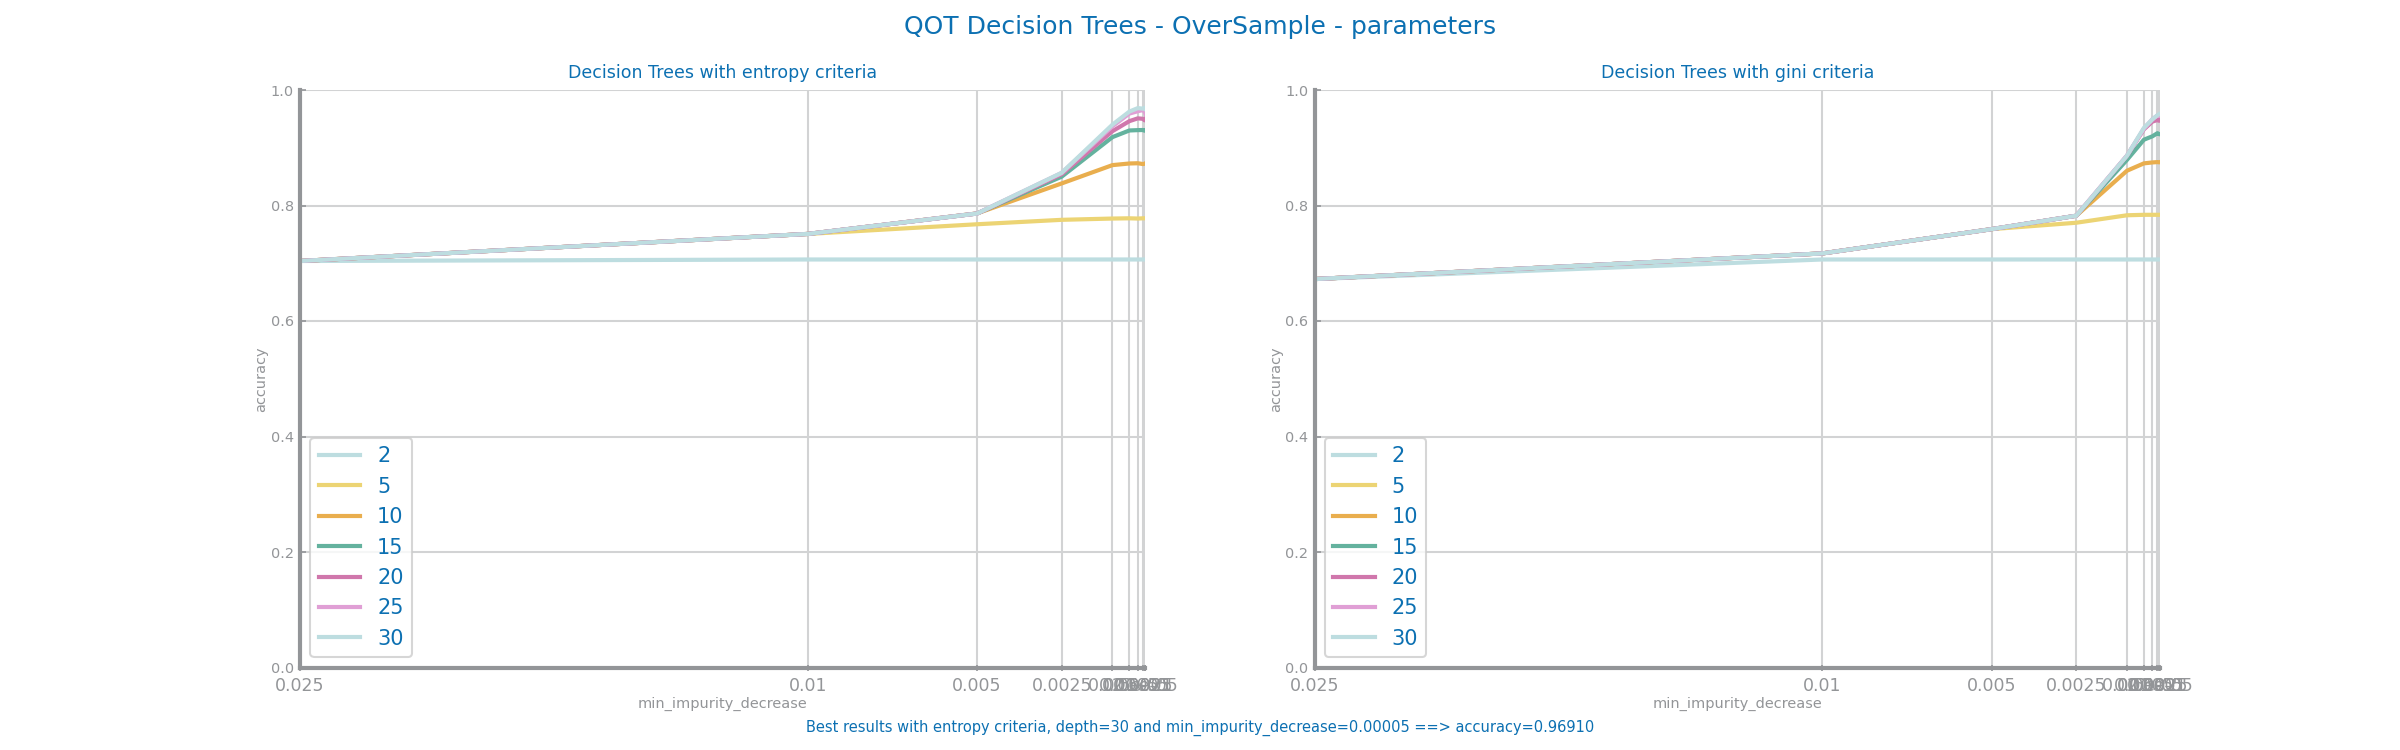 QOT Decision Trees - OverSample - parameters
Decision Trees with entropy criteria
1.0
0.8
0.6
0.4
0.2
0.0
accuracy
2
5
10
15
20
25
30
0.025 0.01 0.005 0.0025
min_impurity_decrease
Decision Trees with gini criteria
1.0
0.8
0.6
0.4
0.2
0.0
accuracy
2
5
10
15
20
25
30
0.025 0.01 0.005 0.0025
min_impurity_decrease
Best results with entropy criteria, depth=30 and min_impurity_decrease=0.00005 ==> accuracy=0.96910